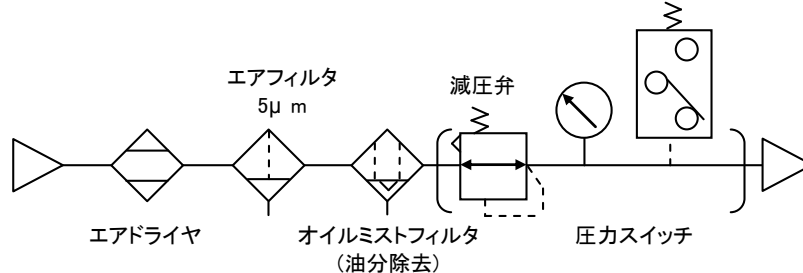 エアフィルタ
5μ m
減圧弁
エアドライヤ
オイルミストフィルタ
（油分除去）
圧力スイッチ